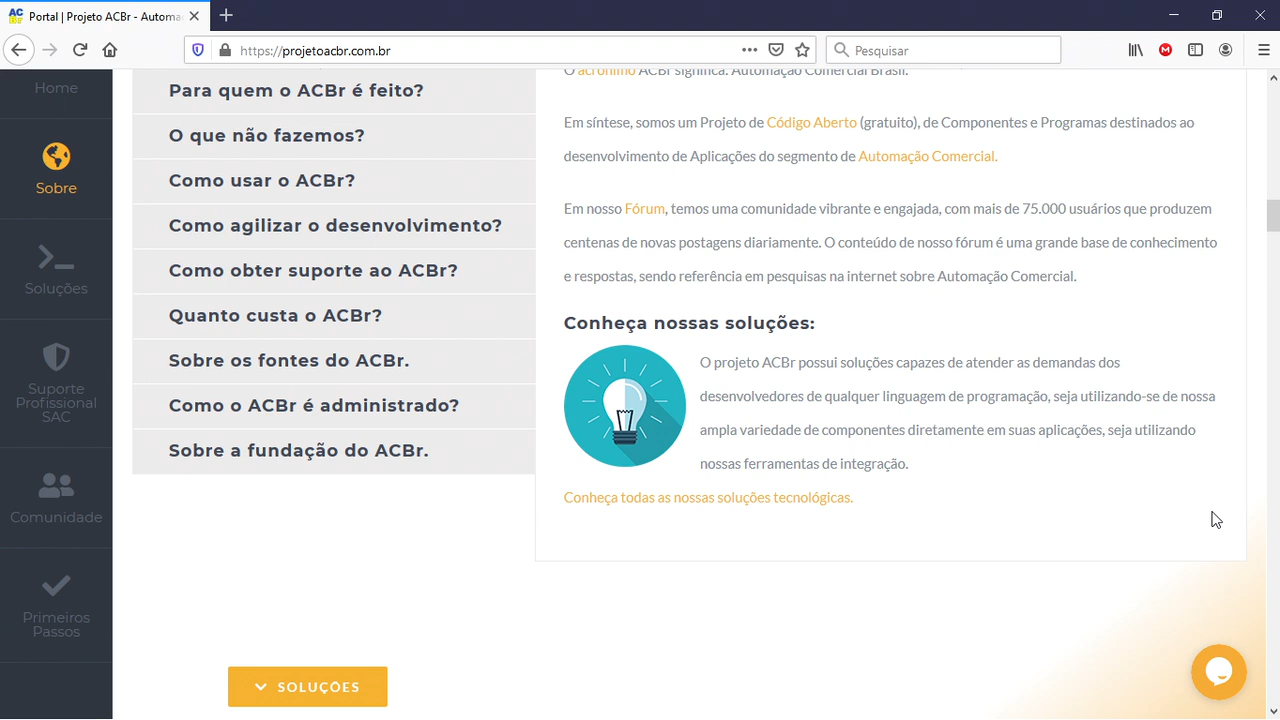 Portal | Projeto ACBr - Automa
https://projetoacbr.com.br
Pesquisar
Home
Sobre
Soluções
Suporte
Profissional
SAC
Comunidade
Primeiros
Passos
Para quem o ACBr é feito?
O que não fazemos?
Como usar o ACBr?
Como agilizar o desenvolvimento?
Como obter suporte ao ACBr?
Quanto custa o ACBr?
Sobre os fontes do ACBr.
Como o ACBr é administrado?
Sobre a fundação do ACBr.
O acrônimo ACBr significa: Automação Comercial Brasil.
Em síntese, somos um Projeto de Código Aberto (gratuito), de Componentes e Programas destinados ao
desenvolvimento de Aplicações do segmento de Automação Comercial.
Em nosso Fórum, temos uma comunidade vibrante e engajada, com mais de 75.000 usuários que produzem
centenas de novas postagens diariamente. O conteúdo de nosso fórum é uma grande base de conhecimento
e respostas, sendo referência em pesquisas na internet sobre Automação Comercial.
Conheça nossas soluções:
O projeto ACBr possui soluções capazes de atender as demandas dos
desenvolvedores de qualquer linguagem de programação, seja utilizando-se de nossa
ampla variedade de componentes diretamente em suas aplicações, seja utilizando
nossas ferramentas de integração.
Conheça todas as nossas soluções tecnológicas.
SOLUÇÕES